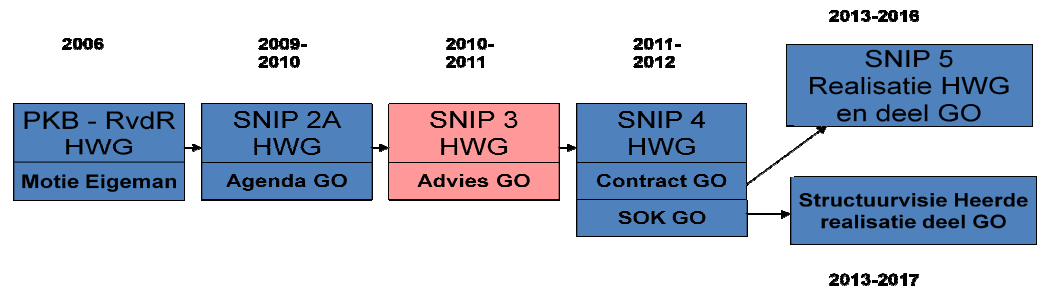 2006
2009-
2010
2010-
2011
2011-
2012
2013-2016
PKB - RvdR
HWG
Motie Eigeman
SNIP 2A
HWG
Agenda GO
SNIP 3
HWG
Advies GO
SNIP 4
HWG
Contract GO
SOK GO
SNIP 5
Realisatie HWG
en deel GO
Structuurvisie Heerde
realisatie deel GO
2013-2017